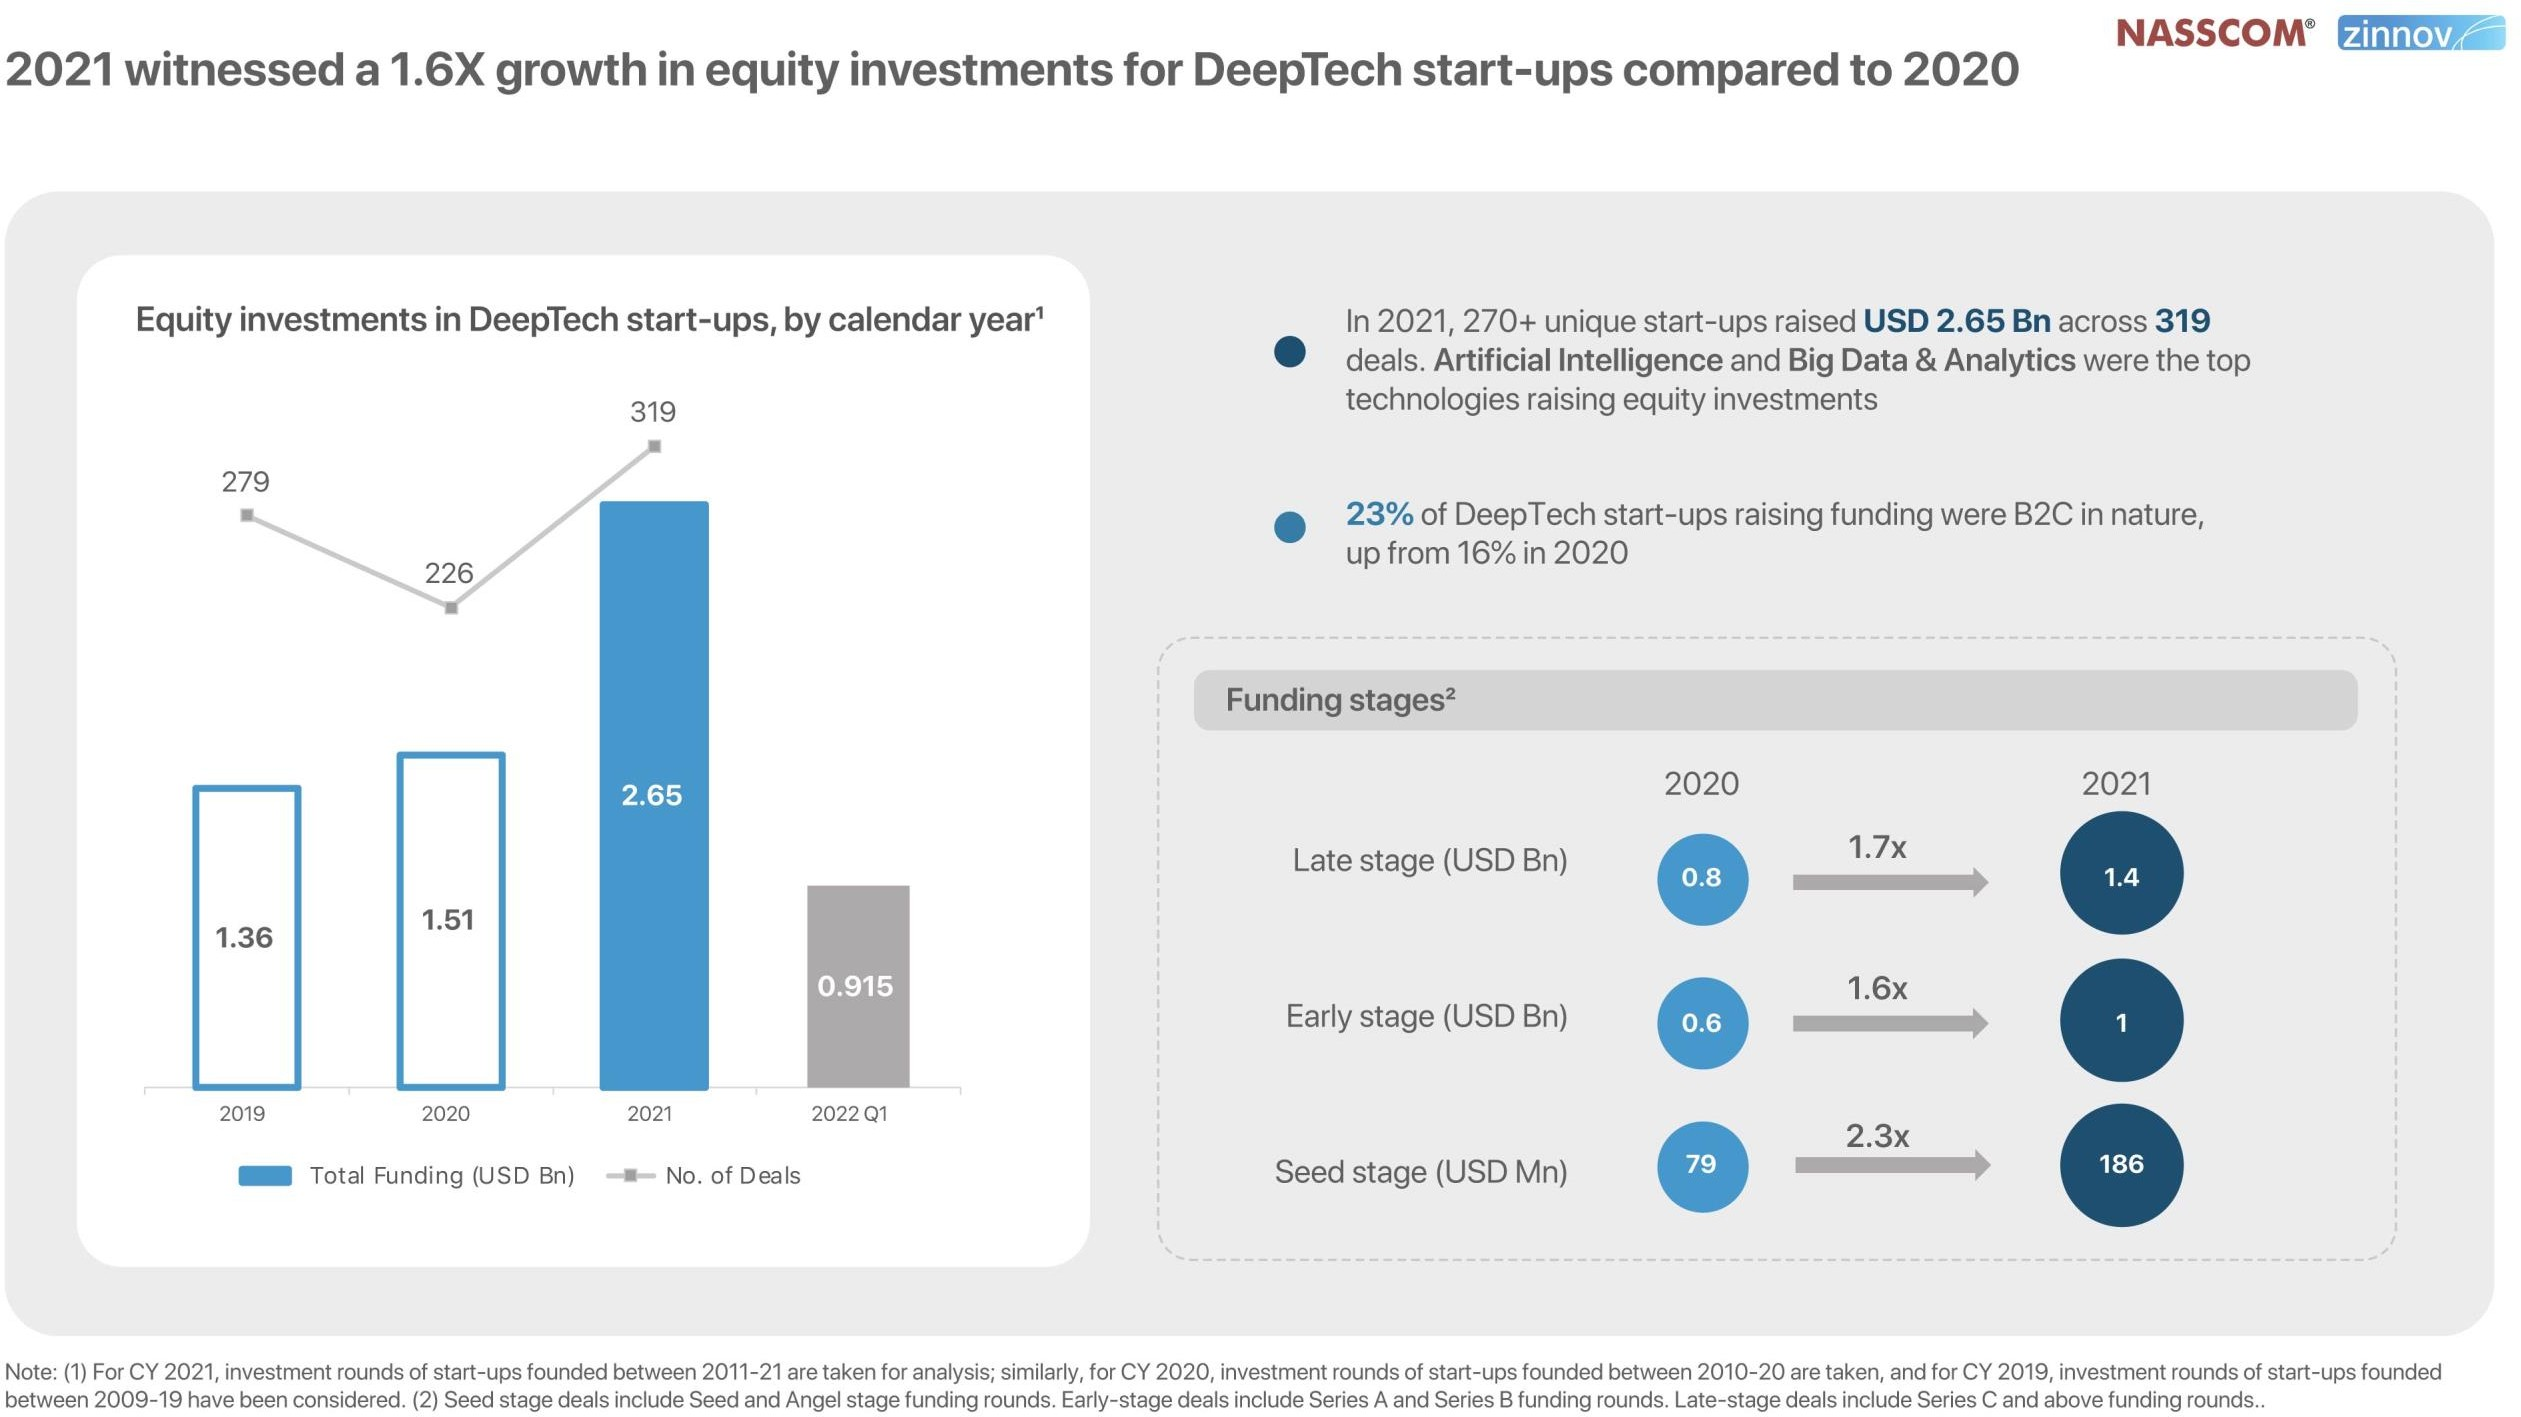 NASSCOM®
zinnov
2021 witnessed a 1.6X growth in equity investments for DeepTech start-ups compared to 2020
Equity investments in DeepTech start-ups, by calendar year¹
319
279
226
2.65
1.51
1.36
0.915
2019 2020 2021 2022 Q1
Total Funding (USD Bn) No. of Deals
In 2021, 270+ unique start-ups raised USD 2.65 Bn across 319
deals. Artificial Intelligence and Big Data & Analytics were the top
technologies raising equity investments
23% of DeepTech start-ups raising funding were B2C in nature,
up from 16% in 2020
Funding stages²
2020 2021
Late stage (USD Bn) 0.8 1.7x 1.4
Early stage (USD Bn) 0.6 1.6x 1
Seed stage (USD Mn) 79 2.3x 186
Note: (1) For CY 2021, investment rounds of start-ups founded between 2011-21 are taken for analysis; similarly, for CY 2020, investment rounds of start-ups founded between 2010-20 are taken, and for CY 2019, investment rounds of start-ups founded
between 2009-19 have been considered. (2) Seed stage deals include Seed and Angel stage funding rounds. Early-stage deals include Series A and Series B funding rounds. Late-stage deals include Series C and above funding rounds..